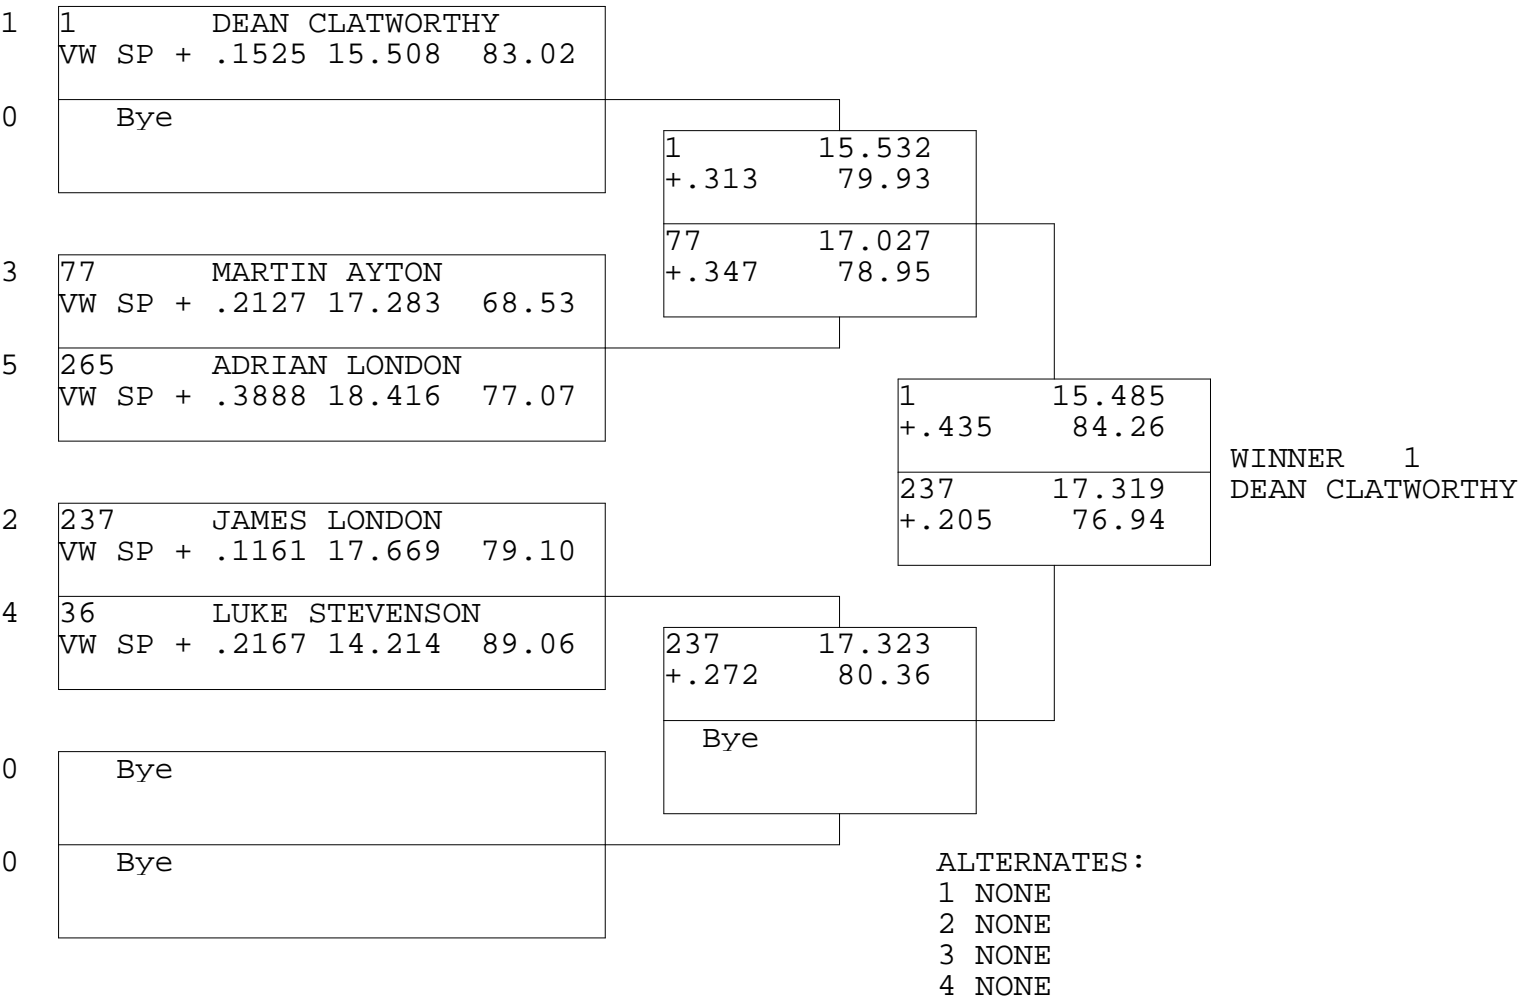 1 1 DEAN CLATWORTHY
VW SP + .1525 15.508 83.02
0 Bye
1 15.532
+.313 79.93
77 17.027
+.347 78.95
3 77 MARTIN AYTON
VW SP + .2127 17.283 68.53
5 265 ADRIAN LONDON
VW SP + .3888 18.416 77.07
1 15.485
+.435 84.26
237 17.319
+.205 76.94
WINNER 1
DEAN CLATWORTHY
2 237 JAMES LONDON
VW SP + .1161 17.669 79.10
4 36 LUKE STEVENSON
VW SP + .2167 14.214 89.06
237 17.323
+.272 80.36
Bye
0 Bye
0 Bye
ALTERNATES:
1 NONE
2 NONE
3 NONE
4 NONE